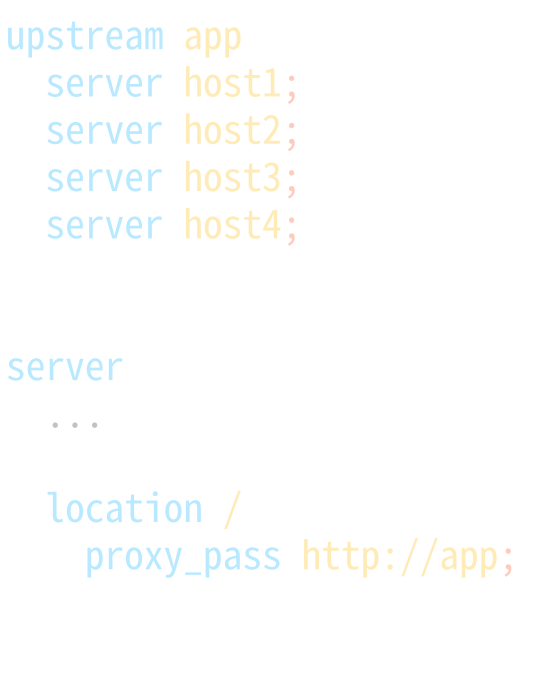 upstream app
server host1;
server host2;
server host3;
server host4;
server
...
location /
proxy_pass http://app;